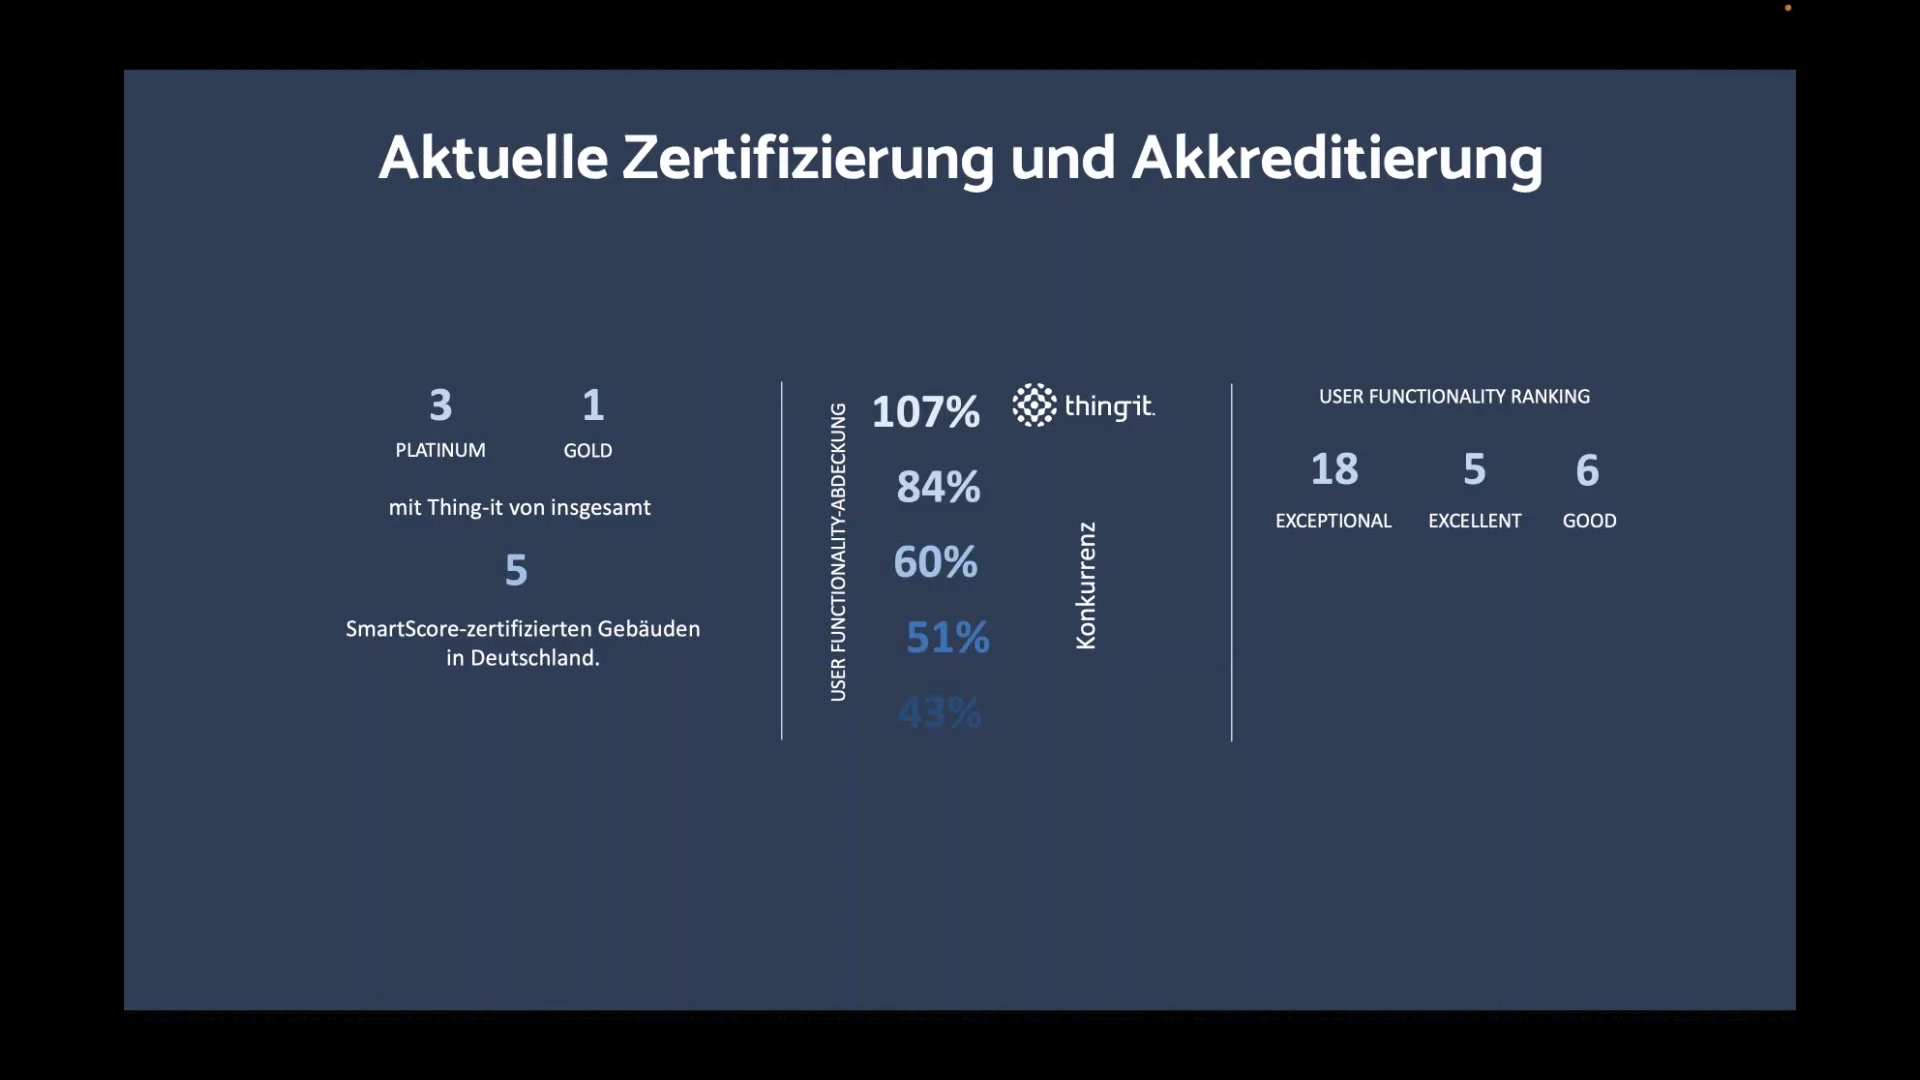 Aktuelle Zertifizierung und Akkreditierung
3
1
PLATINUM
GOLD
mit Thing-it von insgesamt
5
SmartScore-zertifizierten Gebäuden
in Deutschland.
USER FUNCTIONALITY-ABDECKUNG
107%
thing-it.
84%
60%
51%
43%
Konkurrenz
USER FUNCTIONALITY RANKING
18
5
6
EXCEPTIONAL
EXCELLENT
GOOD